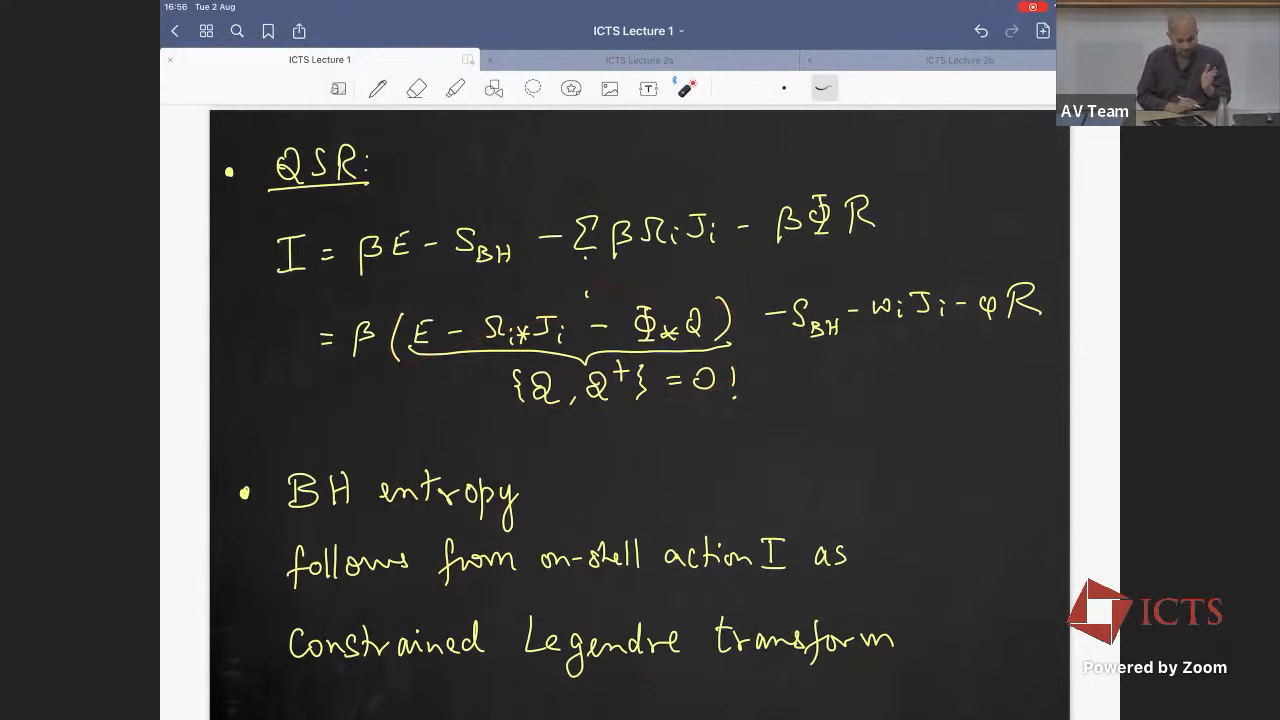 16:56 Tue 2 Aug
ICTS Lecture 1
ICTS Lecture 1
ICTS Lecture 2a
ICTS Lecture 2b
AV Team
• QSR:
I = βE - S_BH - Σ_i βΩ_i J_i - βΦR
= β (E - Ω_i* J_i - Φ_* Q) - S_BH - ω_i J_i - φR
{Q, Q†} = 0!
• BH entropy
follows from on-shell action I as
Constrained Legendre transform
ICTS
Powered by Zoom